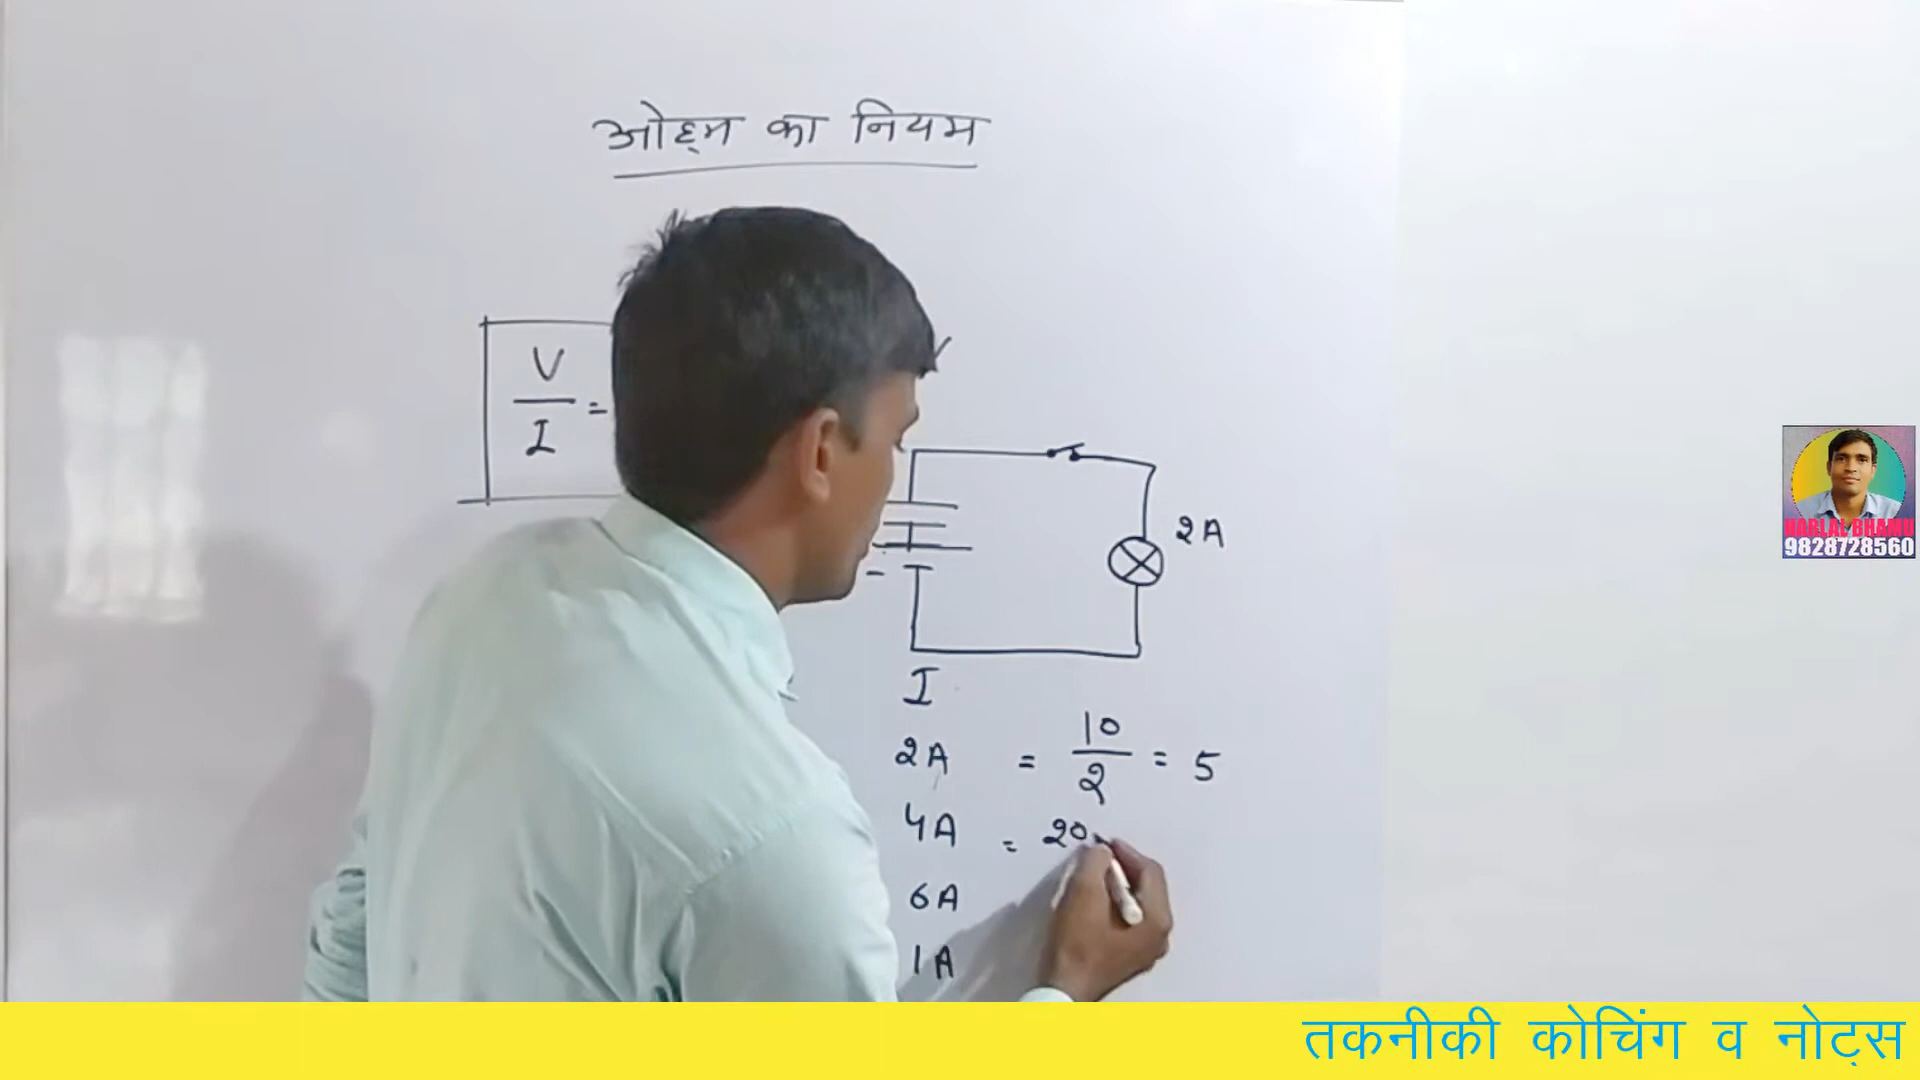 ओह्म का नियम
V
I
=
V
2A
-
I
2A = 10/2 = 5
4A = 20
6A
1A
HARLAL BHAMU
9828728560
तकनीकी कोचिंग व नोट्स